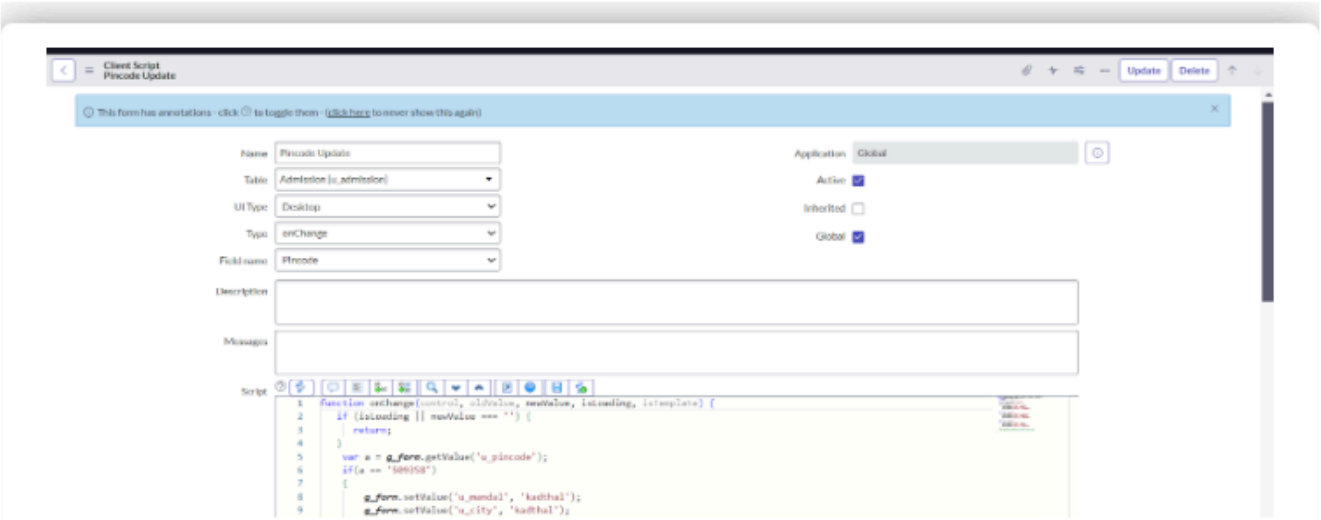 Client Script
Pincode Update
Update
Delete
This form has annotations - click to toggle them - (click here to never show this again)
Name
Pincode Update
Application
Global
Table
Admission [u_admission]
Active
UI Type
Desktop
Inherited
Type
onChange
Global
Field name
Pincode
Description
Messages
Script
1 function onChange(control, oldValue, newValue, isLoading, isTemplate) {
2 if (isLoading || newValue === '') {
3 return;
4 }
5 var a = g_form.getValue('u_pincode');
6 if(a == '509358')
7 {
8 g_form.setValue('u_mandal', 'kadthal');
9 g_form.setValue('u_city', 'kadthal');